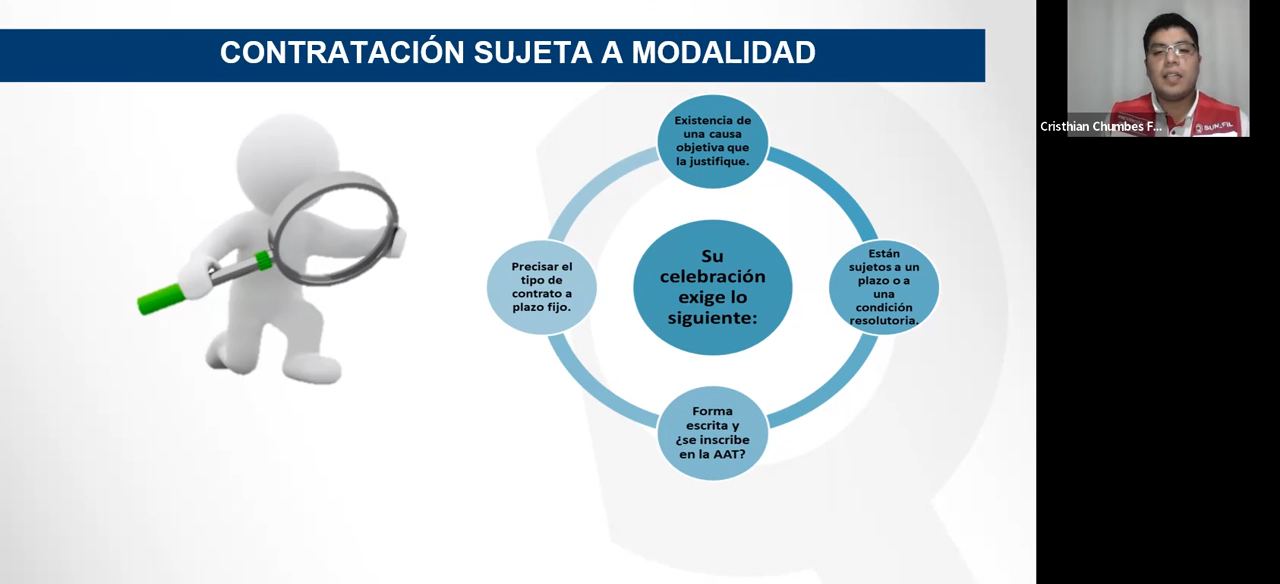 CONTRATACIÓN SUJETA A MODALIDAD
Existencia de
una causa
objetiva que
la justifique.
Su
celebración
exige lo
siguiente:
Están
sujetos a un
plazo o a
una
condición
resolutoria.
Forma
escrita y
¿se inscribe
en la AAT?
Precisar el
tipo de
contrato a
plazo fijo.
Cristhian Chumbes F...
SUNAFIL